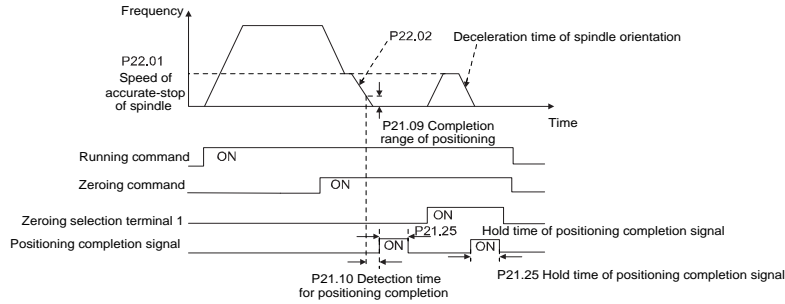 Frequency
P22.02
Deceleration time of spindle orientation
P22.01
Speed of
accurate-stop
of spindle
Time
P21.09 Completion
range of positioning
Running command
ON
Zeroing command
ON
Zeroing selection terminal 1
ON
P21.25
Hold time of positioning completion signal
Positioning completion signal
ON
ON
P21.10 Detection time
for positioning completion
P21.25 Hold time of positioning completion signal